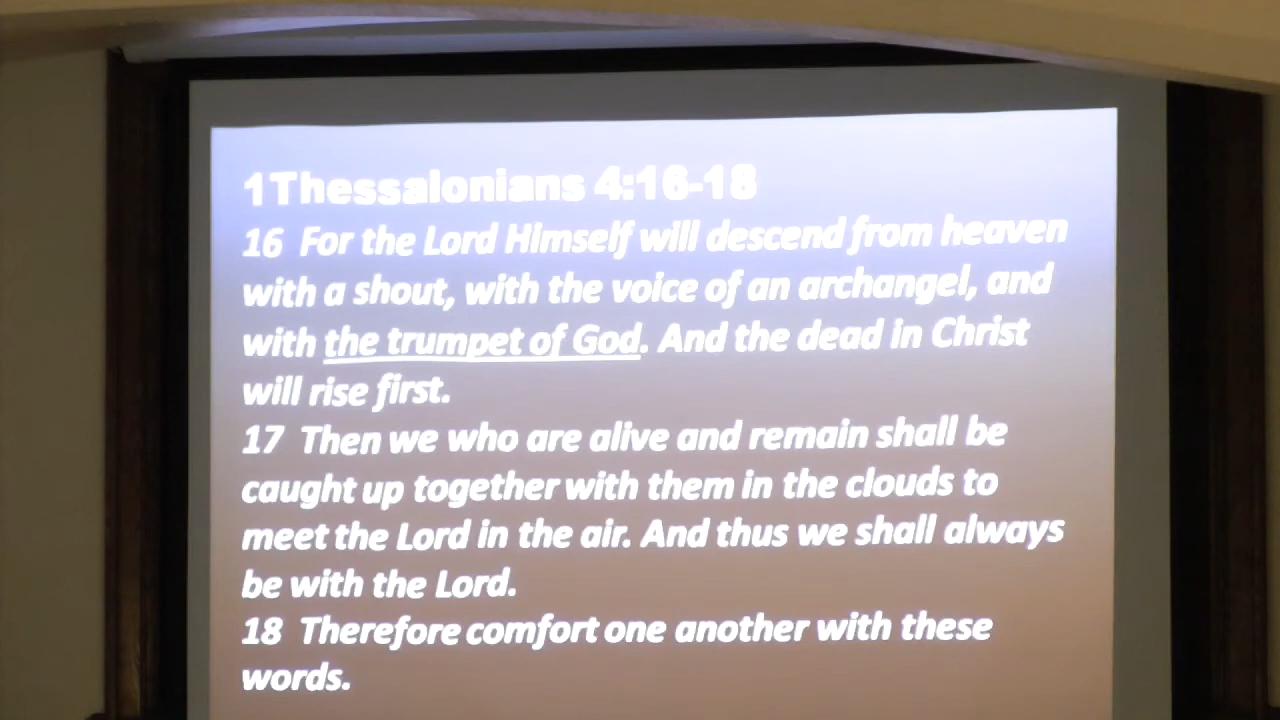 1Thessalonians 4:16-18
16 For the Lord Himself will descend from heaven
with a shout, with the voice of an archangel, and
with the trumpet of God. And the dead in Christ
will rise first.
17 Then we who are alive and remain shall be
caught up together with them in the clouds to
meet the Lord in the air. And thus we shall always
be with the Lord.
18 Therefore comfort one another with these
words.